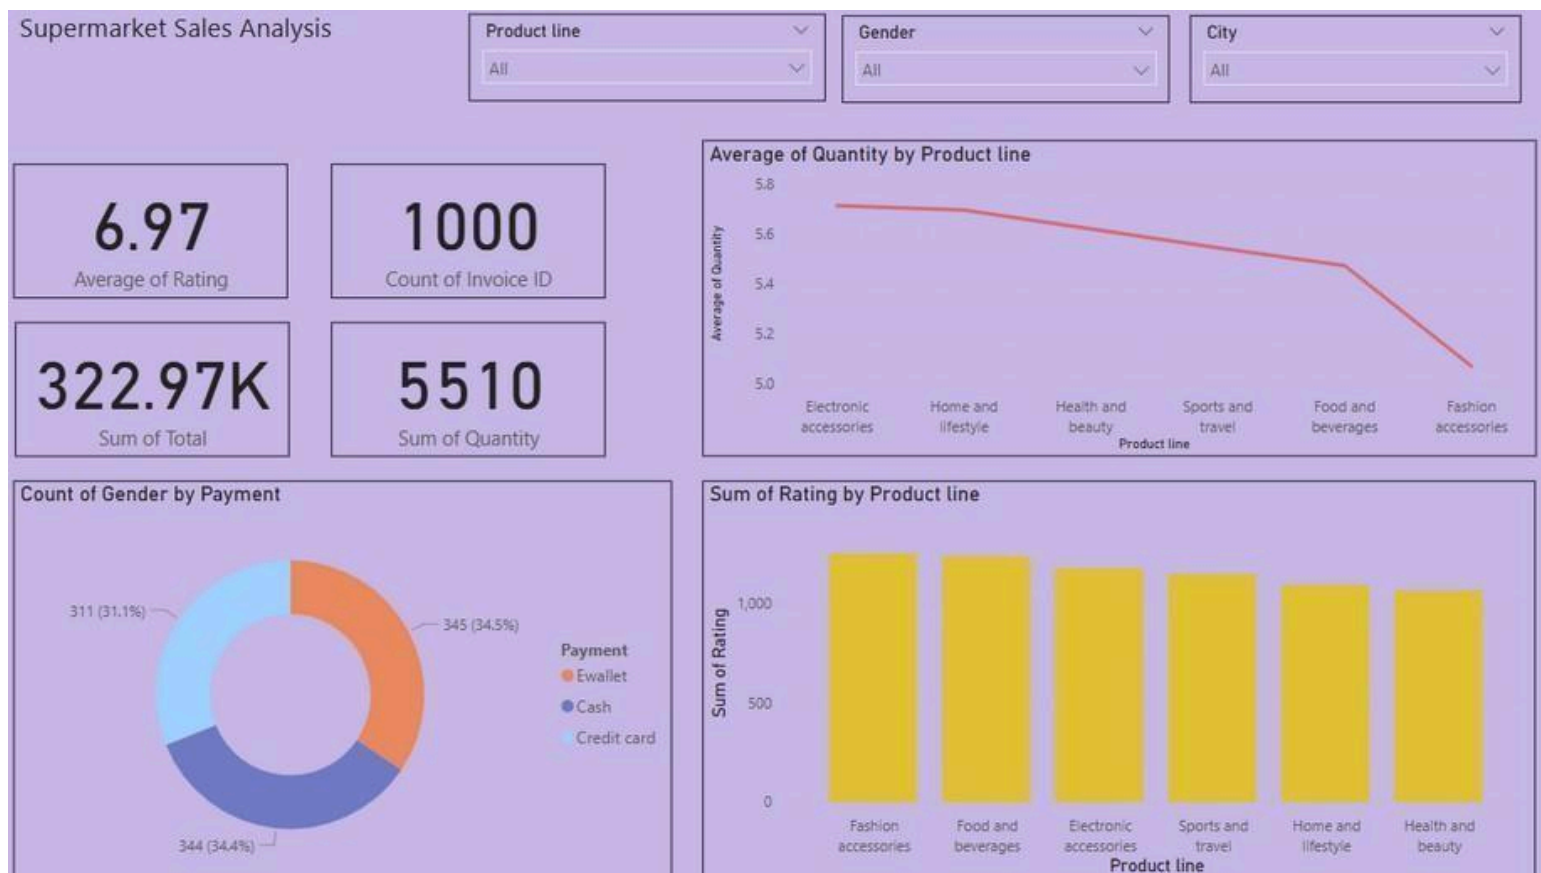 Supermarket Sales Analysis
Product line
All
Gender
All
City
All
6.97
Average of Rating
1000
Count of Invoice ID
322.97K
Sum of Total
5510
Sum of Quantity
Average of Quantity by Product line
Average of Quantity
5.8
5.6
5.4
5.2
5.0
Electronic accessories
Home and lifestyle
Health and beauty
Sports and travel
Food and beverages
Fashion accessories
Product line
Count of Gender by Payment
311 (31.1%)
345 (34.5%)
344 (34.4%)
Payment
Ewallet
Cash
Credit card
Sum of Rating by Product line
Sum of Rating
1,000
500
0
Fashion accessories
Food and beverages
Electronic accessories
Sports and travel
Home and lifestyle
Health and beauty
Product line